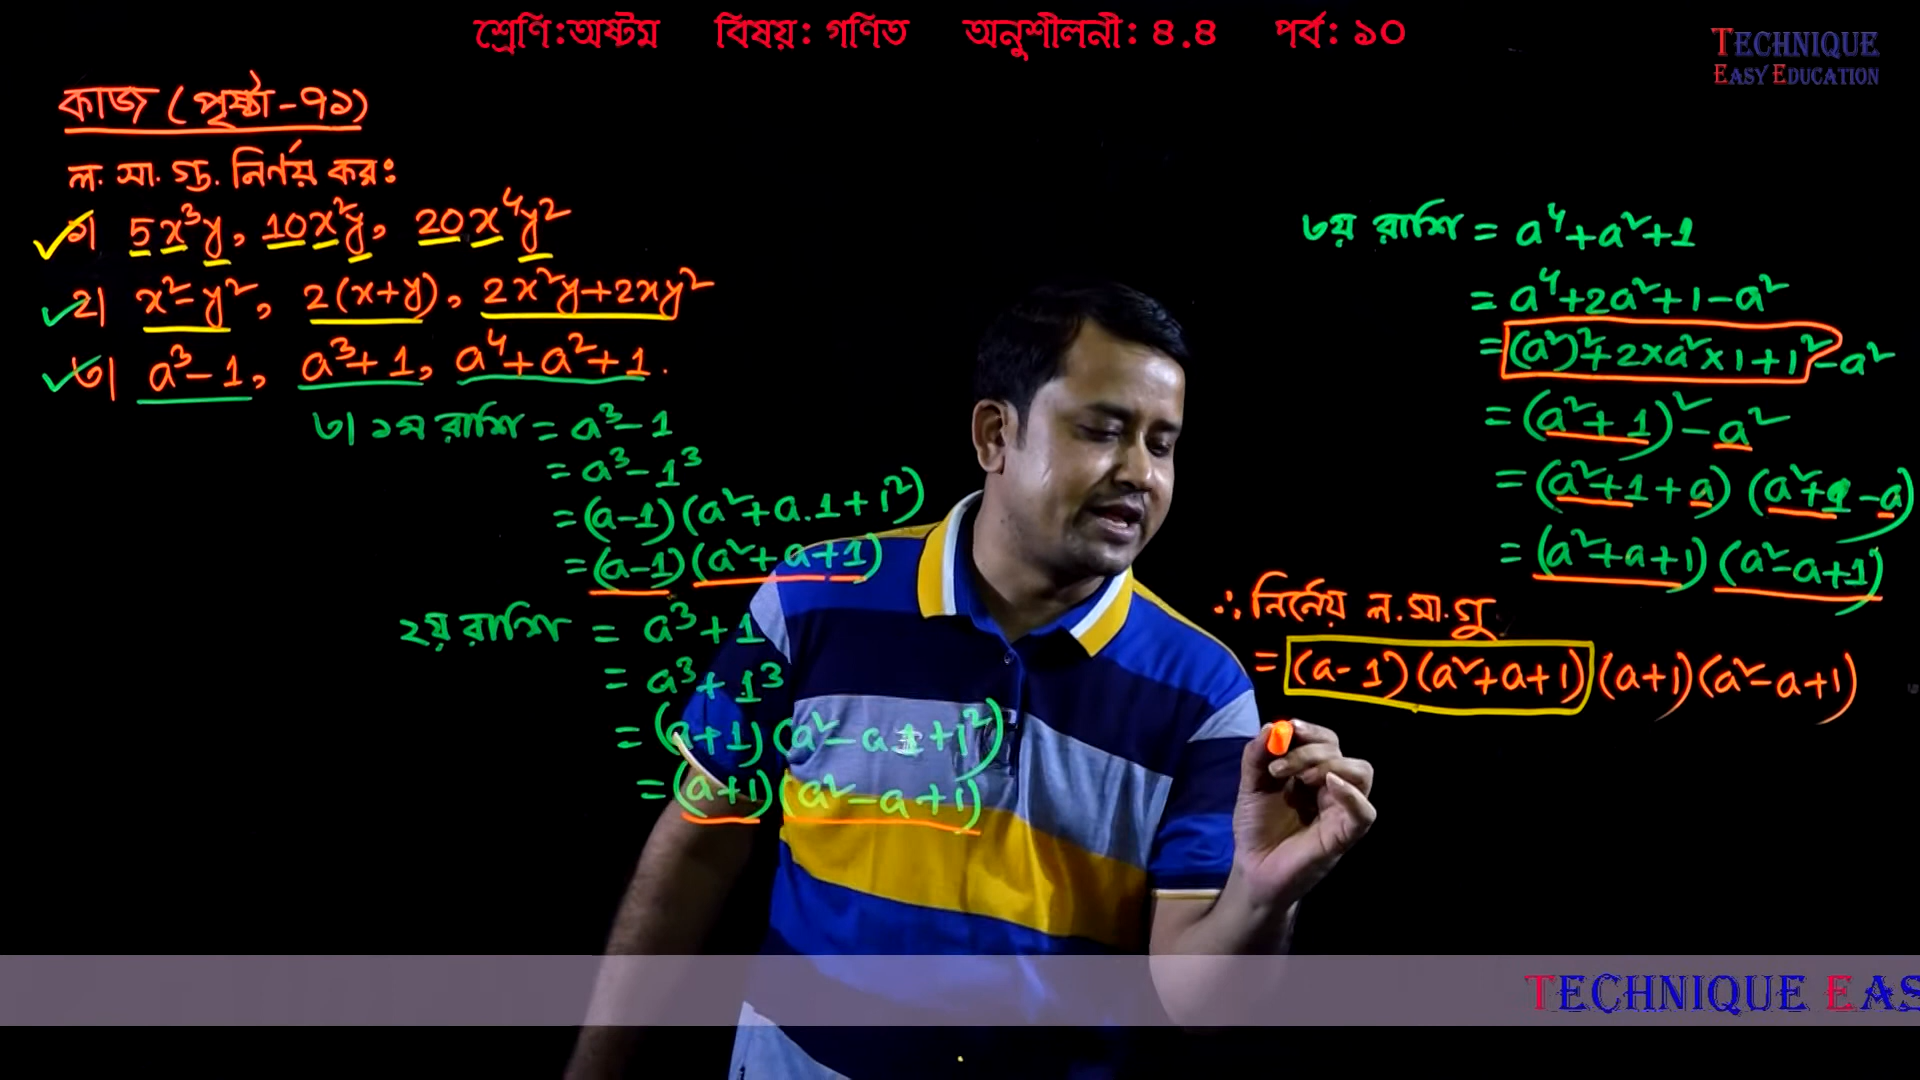 শ্রেণি:অষ্টম বিষয়: গণিত অনুশীলনী: ৪.৪ পর্ব: ১০
TECHNIQUE
EASY EDUCATION
কাজ (পৃষ্ঠা-৭১)
ল. সা. গু. নির্ণয় কর:
১| 5x³y, 10x²y, 20x⁴y²
২| x²-y², 2(x+y), 2x²y+2xy²
৩| a³-1, a³+1, a⁴+a²+1.
৩| ১ম রাশি = a³-1
= a³-1³
= (a-1)(a²+a.1+1²)
= (a-1)(a²+a+1)
২য় রাশি = a³+1
= a³+1³
= (a+1)(a²-a.1+1²)
= (a+1)(a²-a+1)
৩য় রাশি = a⁴+a²+1
= a⁴+2a²+1-a²
= (a²)²+2×a²×1+1²-a²
= (a²+1)²-a²
= (a²+1+a)(a²+1-a)
= (a²+a+1)(a²-a+1)
∴ নির্নেয় ল.সা.গু
= (a-1)(a²+a+1)(a+1)(a²-a+1)
TECHNIQUE EAS